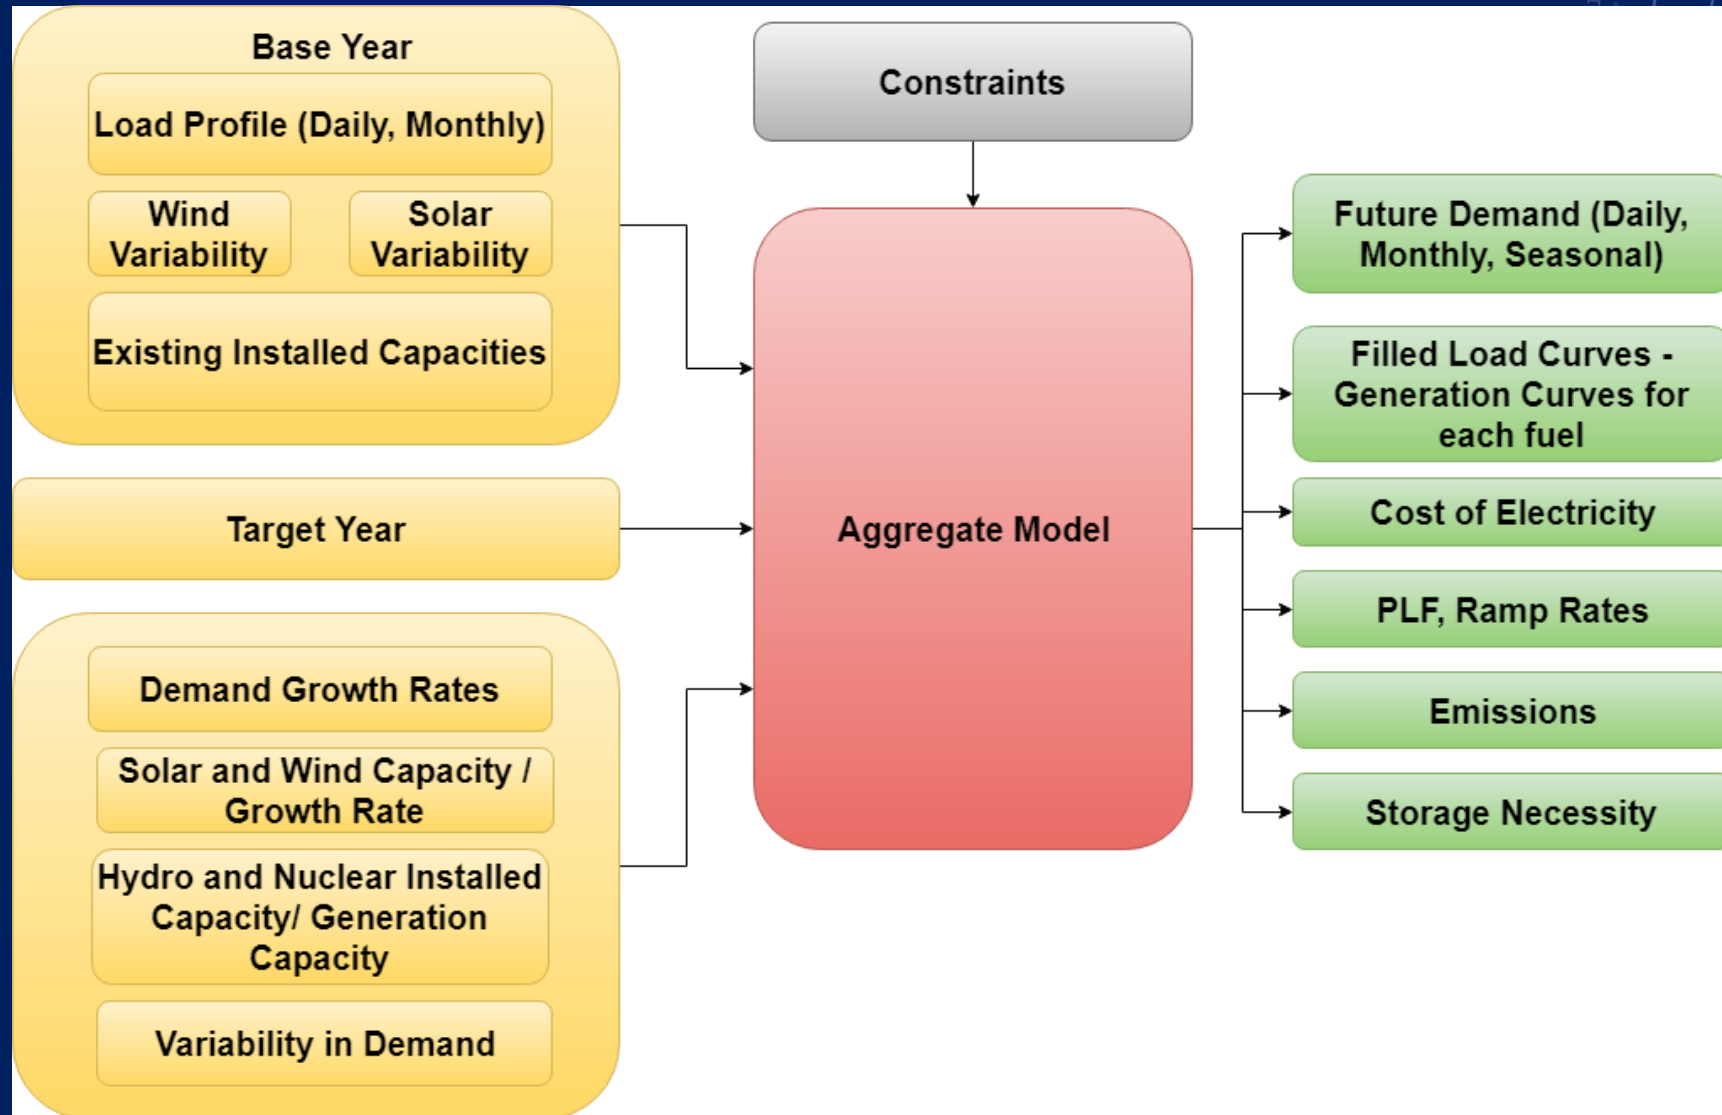 Base Year
Load Profile (Daily, Monthly)
Wind
Variability
Solar
Variability
Existing Installed Capacities
Target Year
Demand Growth Rates
Solar and Wind Capacity /
Growth Rate
Hydro and Nuclear Installed
Capacity/ Generation
Capacity
Variability in Demand
Constraints
Aggregate Model
Future Demand (Daily,
Monthly, Seasonal)
Filled Load Curves -
Generation Curves for
each fuel
Cost of Electricity
PLF, Ramp Rates
Emissions
Storage Necessity